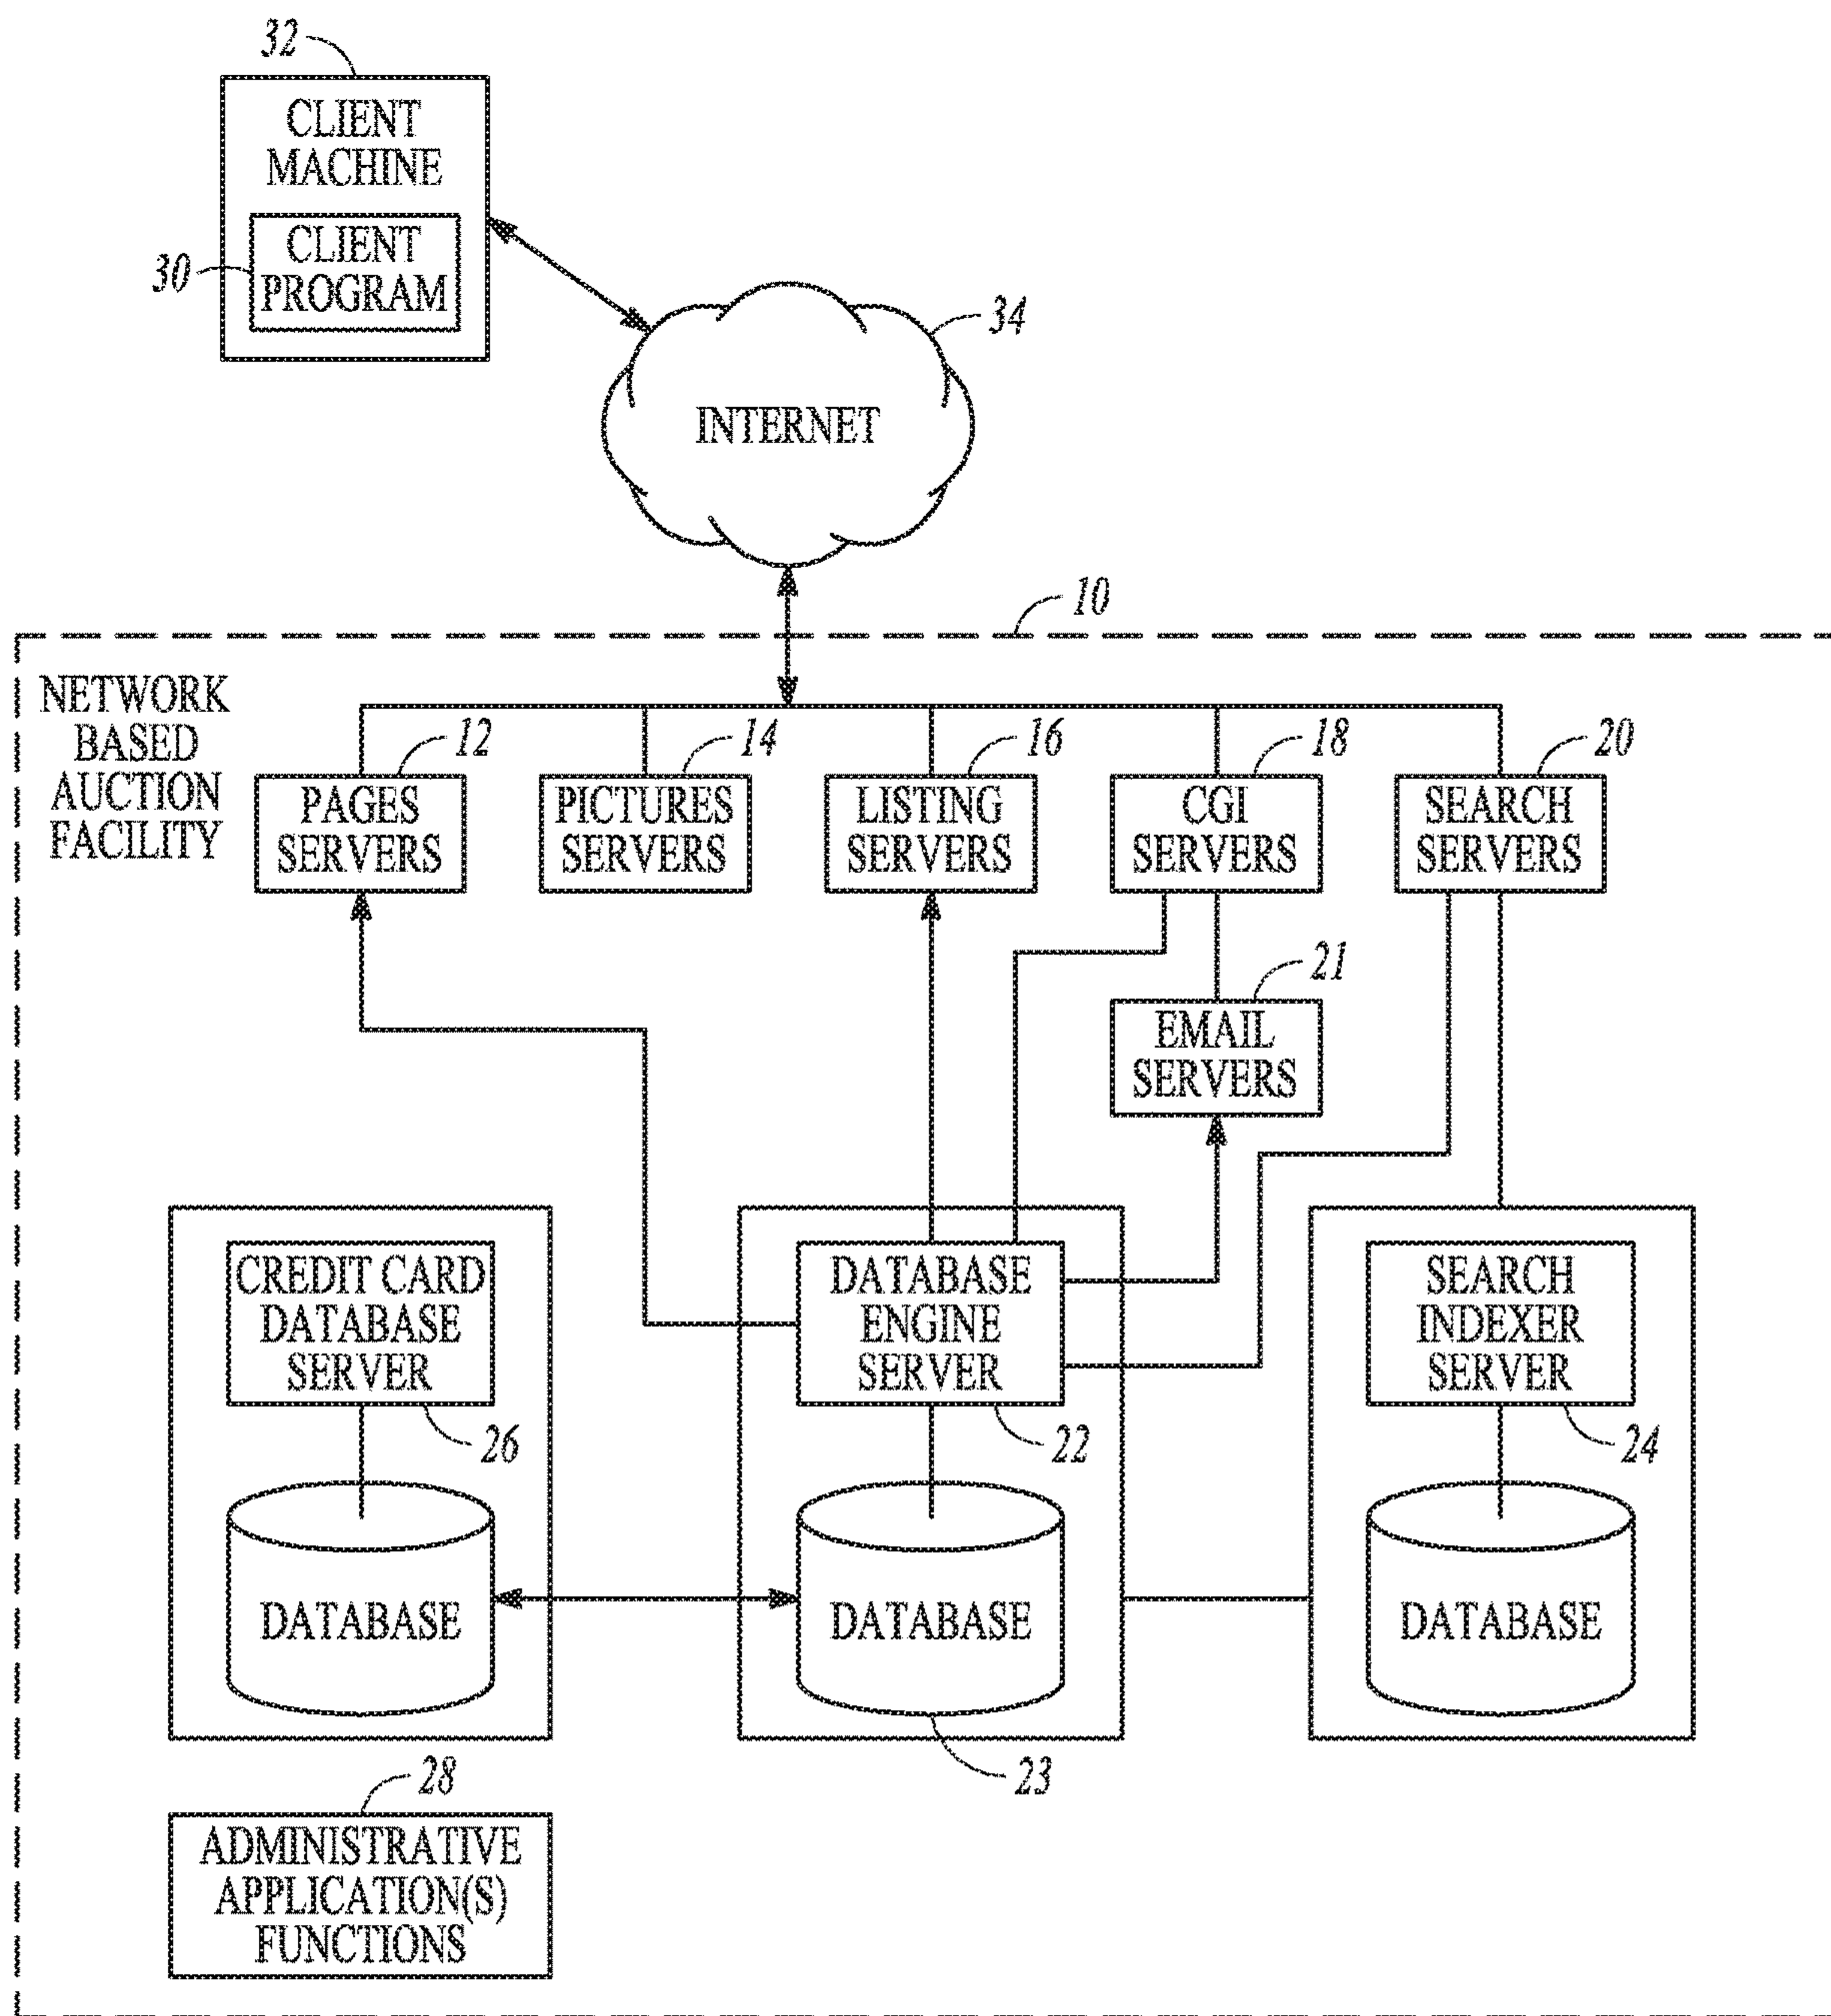 32
CLIENT
MACHINE
CLIENT
PROGRAM
30
34
INTERNET
10
NETWORK
BASED
AUCTION
FACILITY
12
PAGES
SERVERS
14
PICTURES
SERVERS
16
LISTING
SERVERS
18
CGI
SERVERS
20
SEARCH
SERVERS
21
EMAIL
SERVERS
CREDIT CARD
DATABASE
SERVER
26
DATABASE
DATABASE
ENGINE
SERVER
22
DATABASE
23
SEARCH
INDEXER
SERVER
24
DATABASE
28
ADMINISTRATIVE
APPLICATION(S)
FUNCTIONS